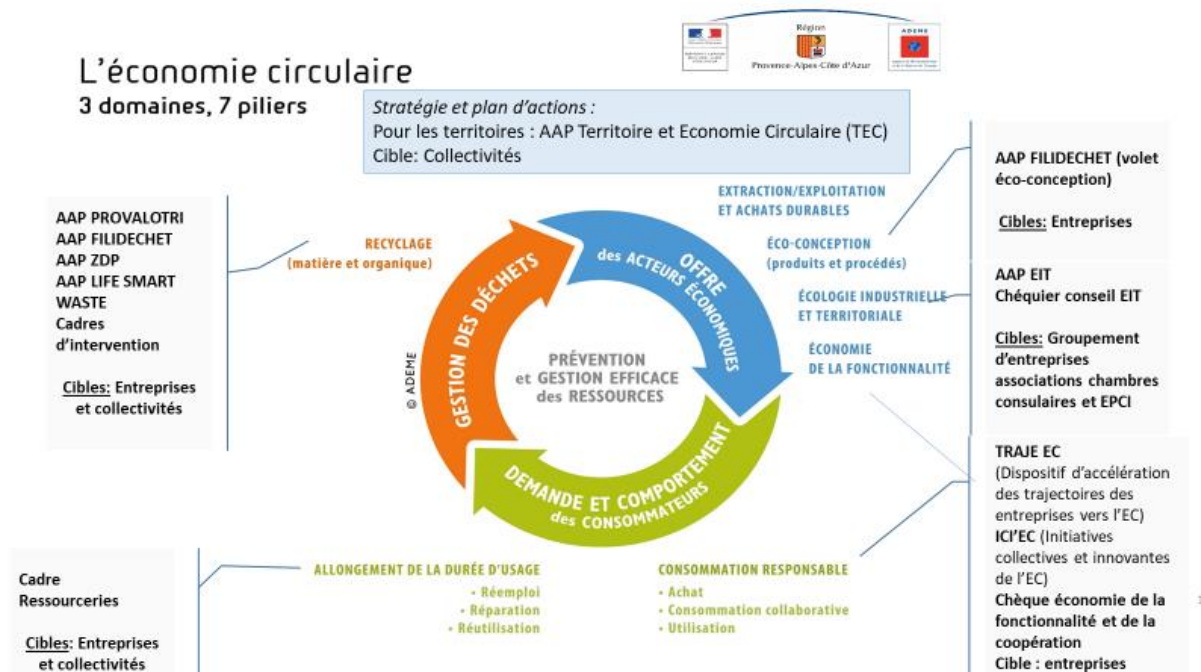 L'économie circulaire
3 domaines, 7 piliers
Région
Provence-Alpes-Côte d'Azur
ADEME
Stratégie et plan d'actions :
Pour les territoires : AAP Territoire et Economie Circulaire (TEC)
Cible: Collectivités
AAP PROVALOTRI
AAP FILIDECHET
AAP ZDP
AAP LIFE SMART
WASTE
Cadres
d'intervention
Cibles: Entreprises
et collectivités
RECYCLAGE
(matière et organique)
EXTRACTION/EXPLOITATION
ET ACHATS DURABLES
ÉCO-CONCEPTION
(produits et procédés)
ÉCOLOGIE INDUSTRIELLE
ET TERRITORIALE
ÉCONOMIE
DE LA FONCTIONNALITÉ
AAP FILIDECHET (volet
éco-conception)
Cibles: Entreprises
AAP EIT
Chéquier conseil EIT
Cibles: Groupement
d'entreprises
associations chambres
consulaires et EPCI
GESTION DES DÉCHETS
OFFRE
des ACTEURS ÉCONOMIQUES
PRÉVENTION
et GESTION EFFICACE
des RESSOURCES
© ADEME
DEMANDE ET COMPORTEMENT
des CONSOMMATEURS
TRAJE EC
(Dispositif d'accélération
des trajectoires des
entreprises vers l'EC)
ICI'EC (Initiatives
collectives et innovantes
de l'EC)
Chèque économie de la
fonctionnalité et de la
coopération
Cible : entreprises
Cadre
Ressourceries
Cibles: Entreprises
et collectivités
ALLONGEMENT DE LA DURÉE D'USAGE
• Réemploi
• Réparation
• Réutilisation
CONSOMMATION RESPONSABLE
• Achat
• Consommation collaborative
• Utilisation